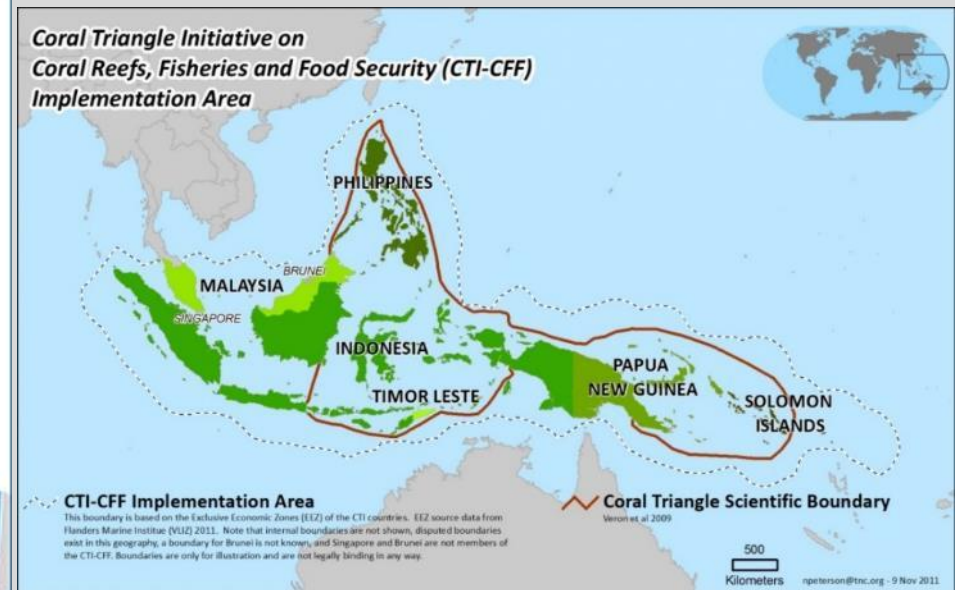 Coral Triangle Initiative on
Coral Reefs, Fisheries and Food Security (CTI-CFF)
Implementation Area
PHILIPPINES
BRUNEI
MALAYSIA
SINGAPORE
INDONESIA
PAPUA
NEW GUINEA
TIMOR LESTE
SOLOMON
ISLANDS
CTI-CFF Implementation Area
This boundary is based on the Exclusive Economic Zones (EEZ) of the CTI countries. EEZ source data from
Flanders Marine Institue (VLIZ) 2011. Note that internal boundaries are not shown, disputed boundaries
exist in this geography, a boundary for Brunei is not known, and Singapore and Brunei are not members of
the CTI-CFF. Boundaries are only for illustration and are not legally binding in any way.
Coral Triangle Scientific Boundary
Veron et al 2009
500
Kilometers
npeterson@tnc.org - 9 Nov 2011